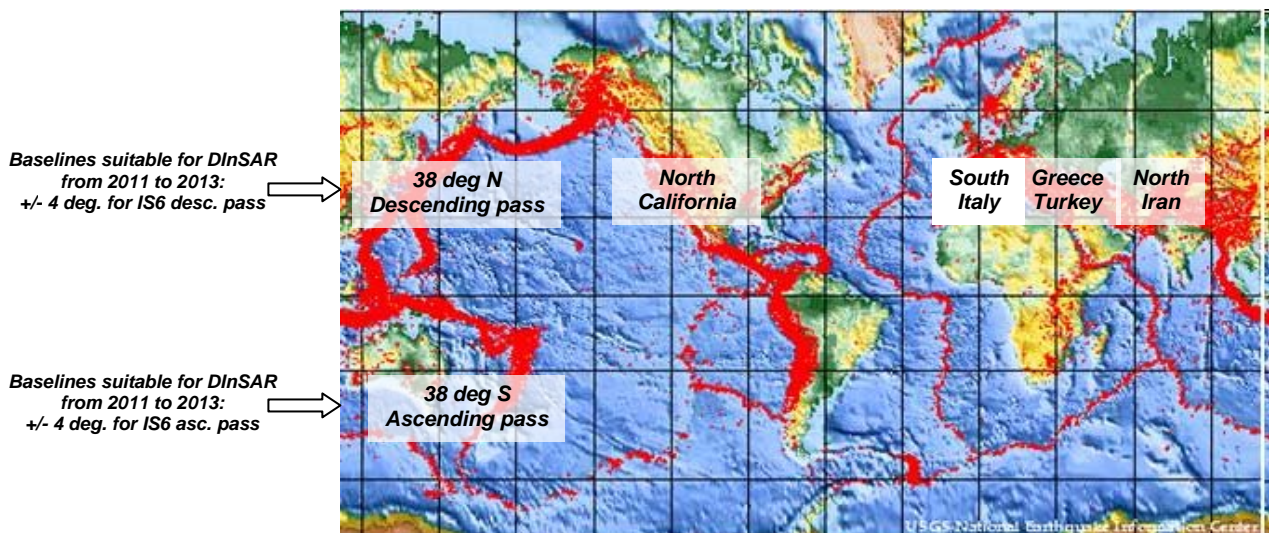 Baselines suitable for DInSAR
from 2011 to 2013:
+/- 4 deg. for IS6 desc. pass
38 deg N
Descending pass
North
California
South
Italy
Greece
Turkey
North
Iran
Baselines suitable for DInSAR
from 2011 to 2013:
+/- 4 deg. for IS6 asc. pass
38 deg S
Ascending pass
USGS National Earthquake Information Center